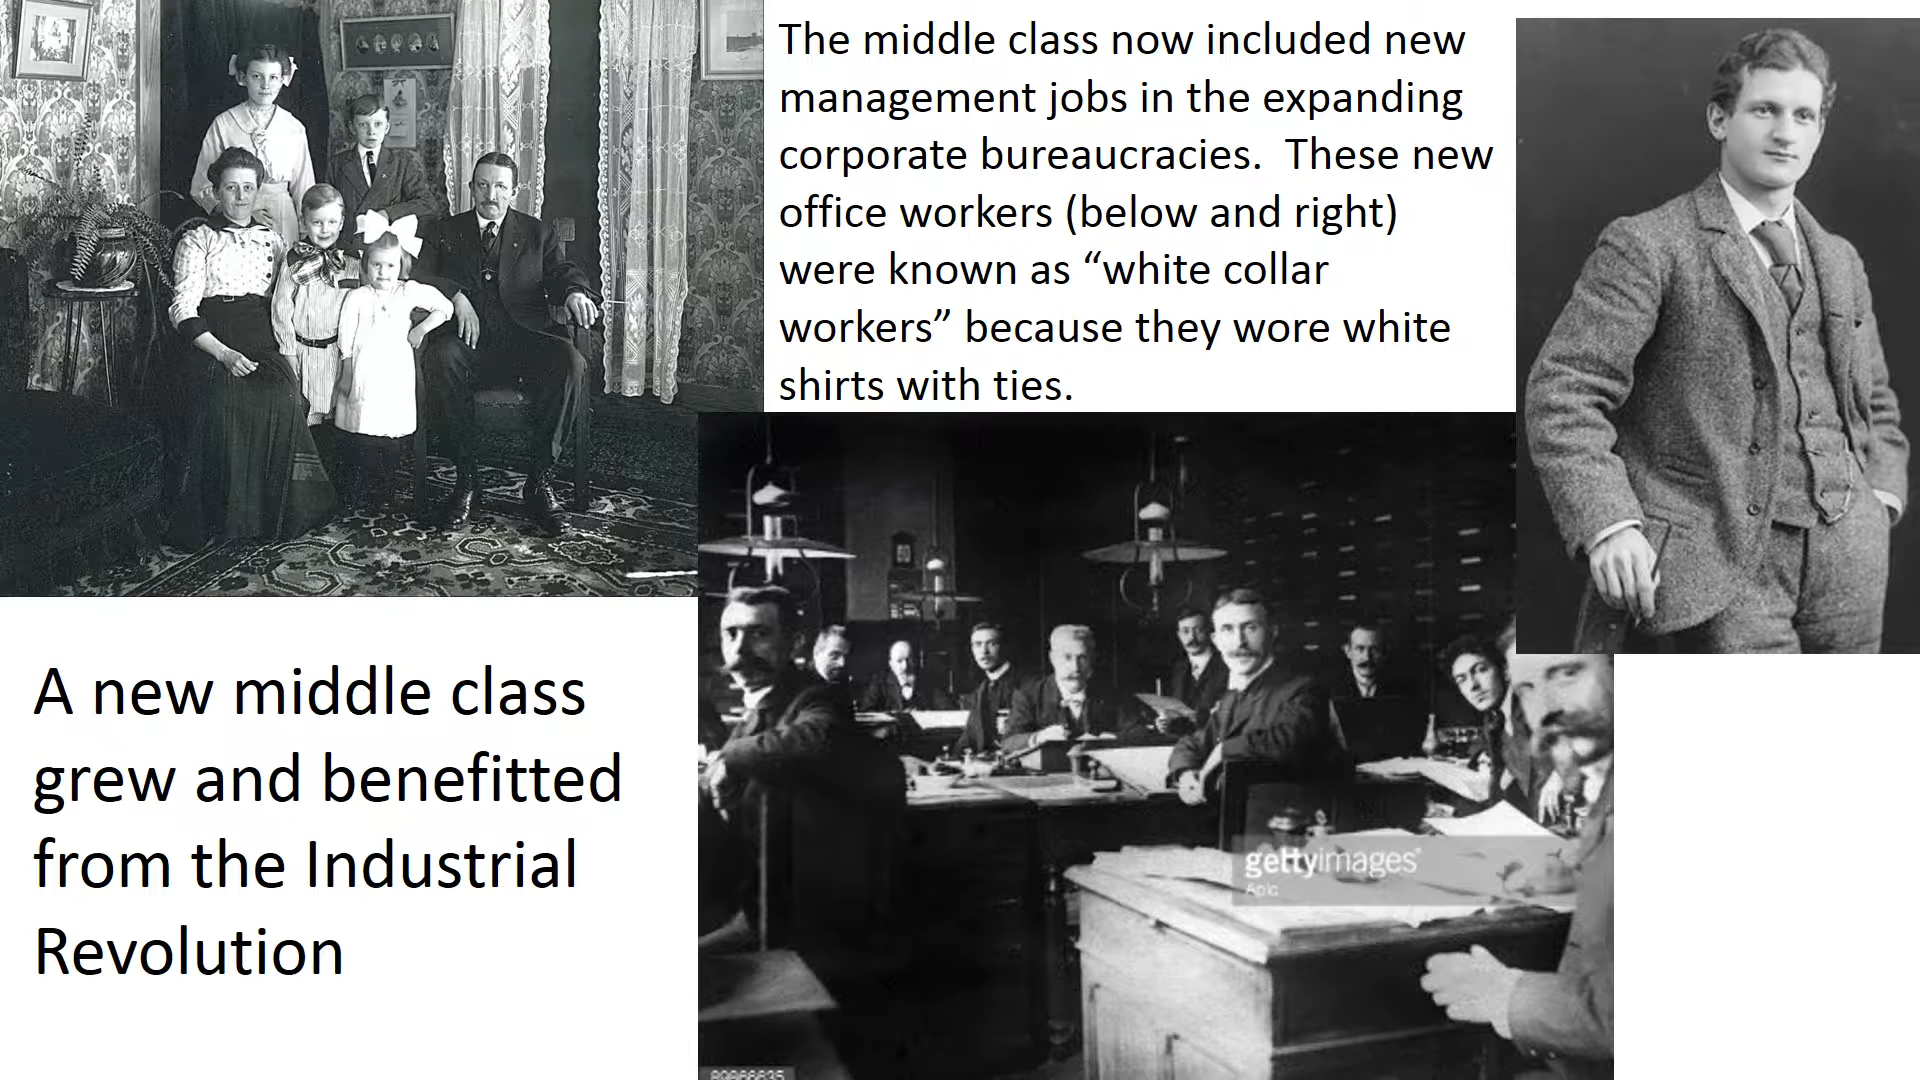 The middle class now included new
management jobs in the expanding
corporate bureaucracies.  These new
office workers (below and right)
were known as “white collar
workers” because they wore white
shirts with ties.
A new middle class
grew and benefitted
from the Industrial
Revolution
gettyimages®
Apic